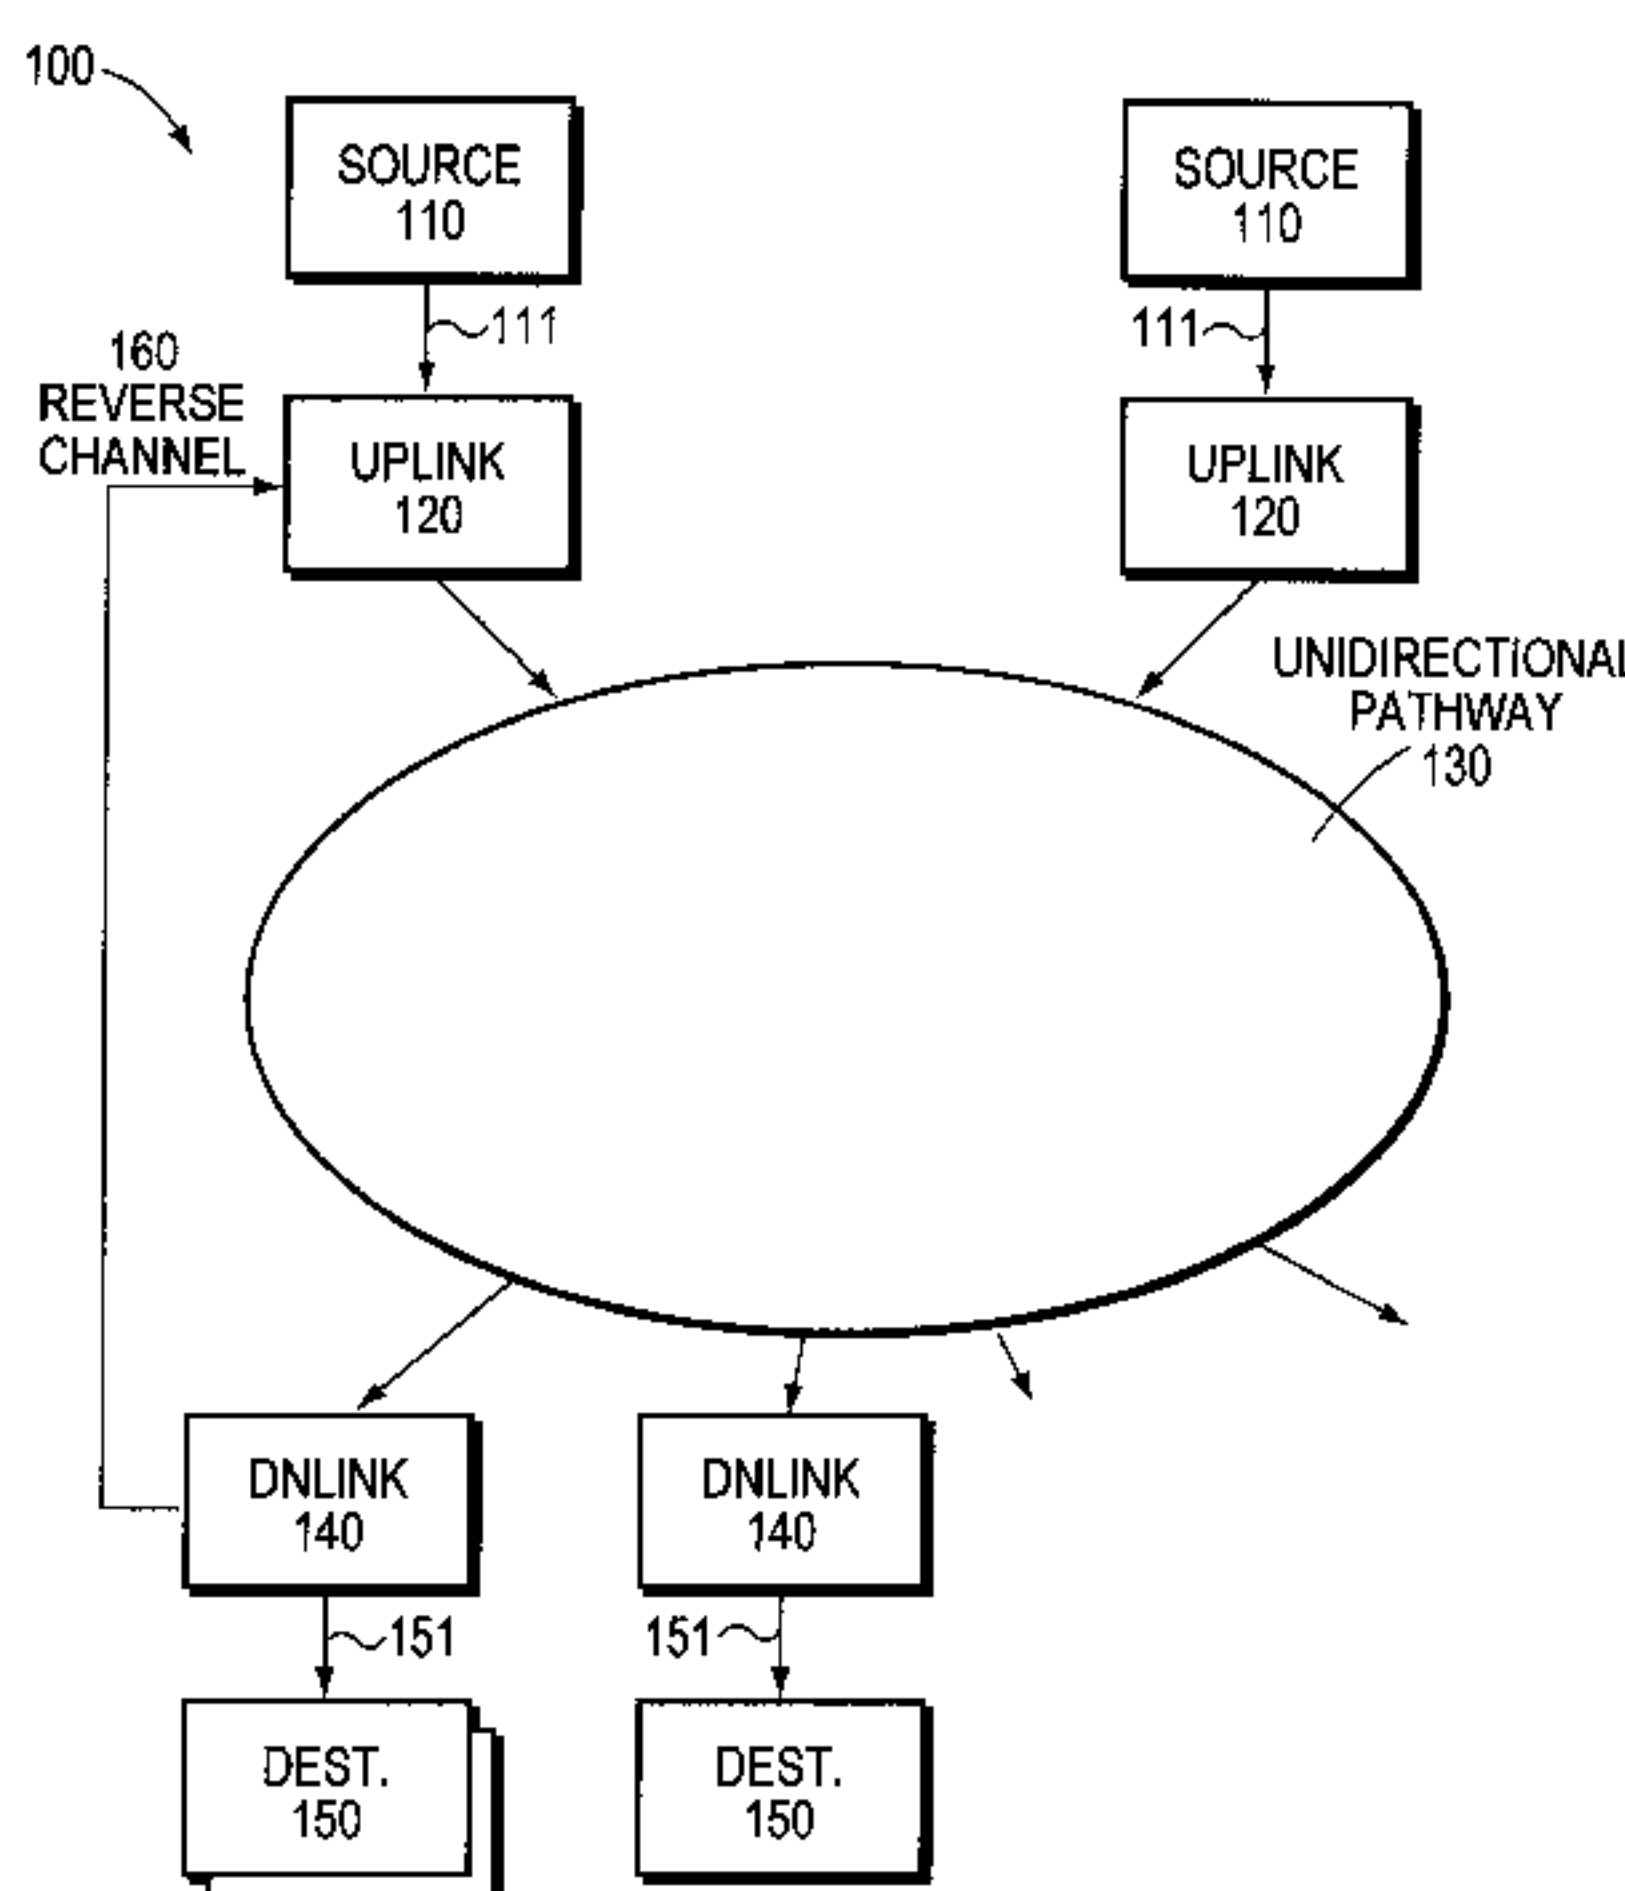 100
SOURCE
110
SOURCE
110
111
111
160
REVERSE
CHANNEL
UPLINK
120
UPLINK
120
UNIDIRECTIONAL
PATHWAY
130
DNLINK
140
DNLINK
140
151
151
DEST.
150
DEST.
150